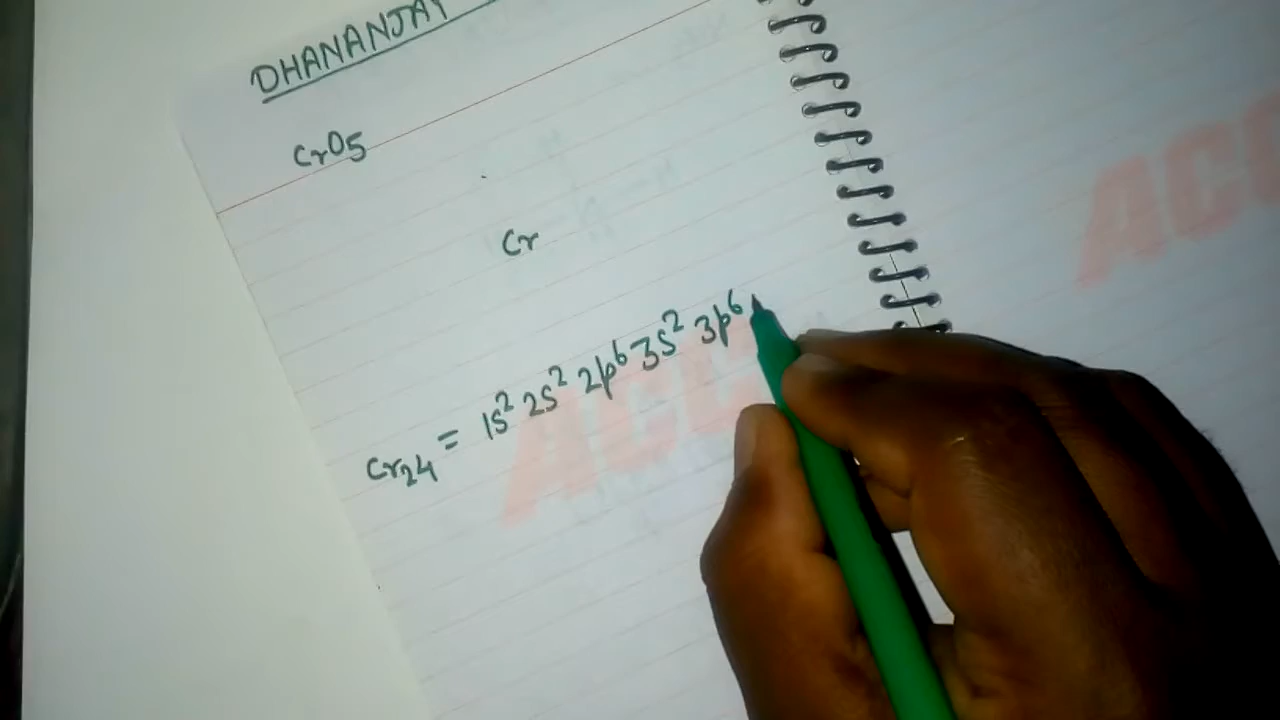 DHANANJAY
CrO5
Cr
Cr24 = 1s² 2s² 2p⁶ 3s² 3p⁶